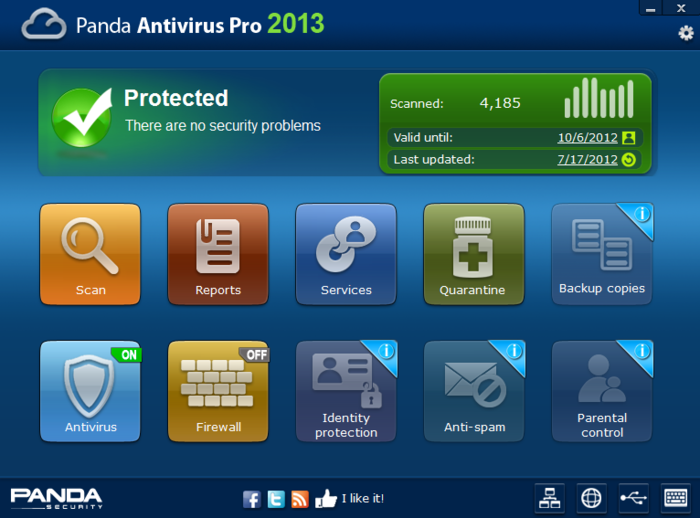 Panda Antivirus Pro 2013
Protected
There are no security problems
Scanned: 4,185
Valid until: 10/6/2012
Last updated: 7/17/2012
Scan
Reports
Services
Quarantine
Backup copies
ON
Antivirus
OFF
Firewall
Identity
protection
Anti-spam
Parental
control
PANDA
SECURITY
I like it!